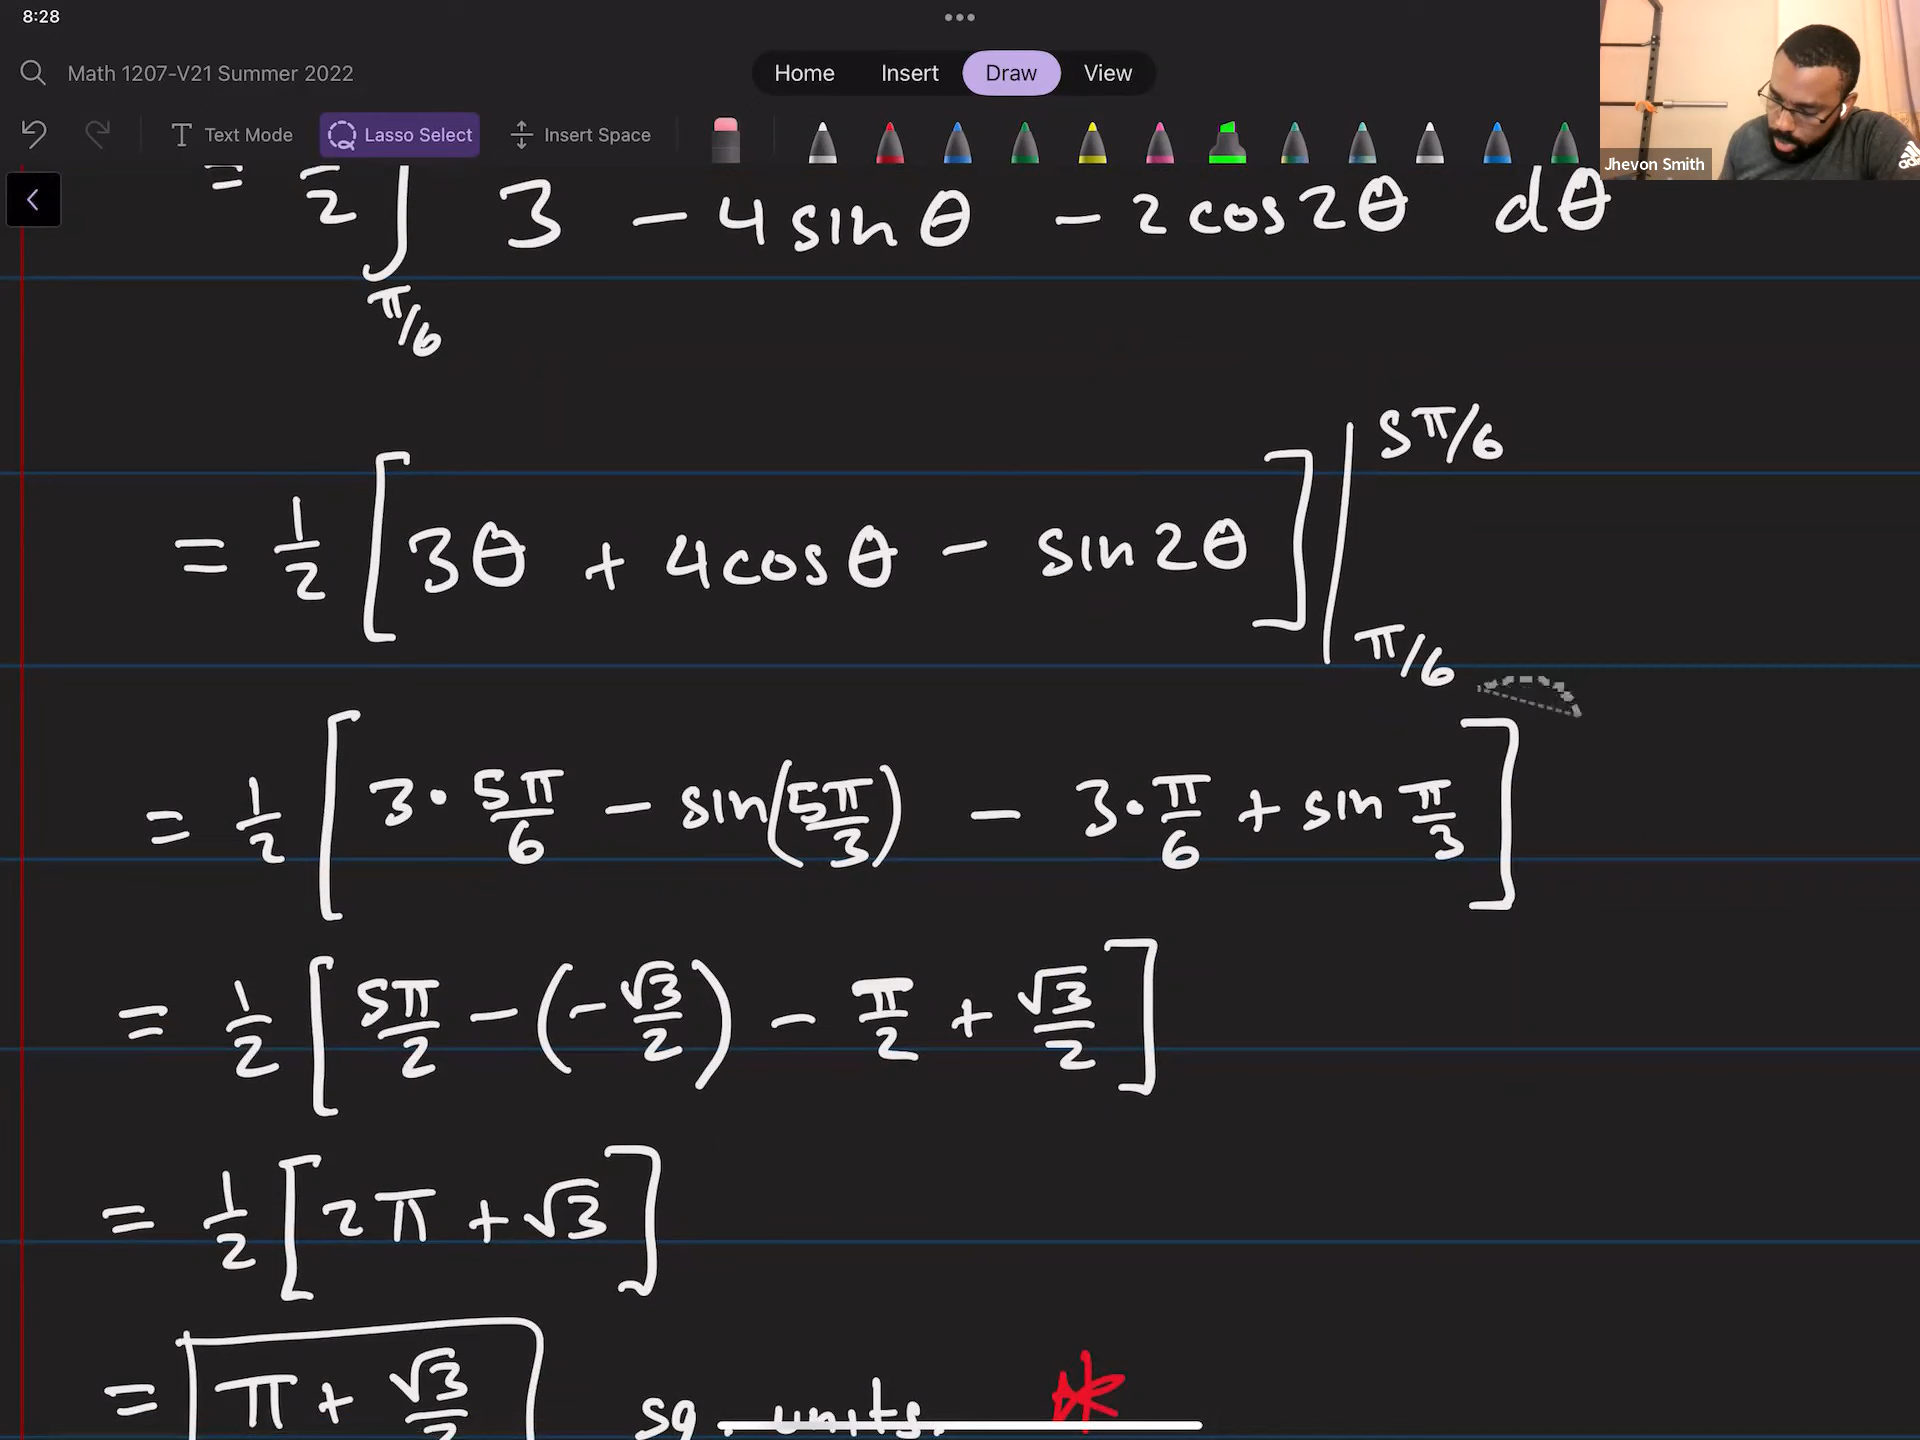 8:28
Math 1207-V21 Summer 2022
Home Insert Draw View
Text Mode Lasso Select Insert Space
Jhevon Smith
= 1/2 ∫ 3 - 4 sin θ - 2 cos 2θ dθ
π/6
= 1/2 [ 3θ + 4 cos θ - sin 2θ ] | 5π/6
π/6
= 1/2 [ 3 · 5π/6 - sin(5π/3) - 3 · π/6 + sin π/3 ]
= 1/2 [ 5π/2 - (-√3/2) - π/2 + √3/2 ]
= 1/2 [ 2π + √3 ]
= π + √3/2 sq. units. *